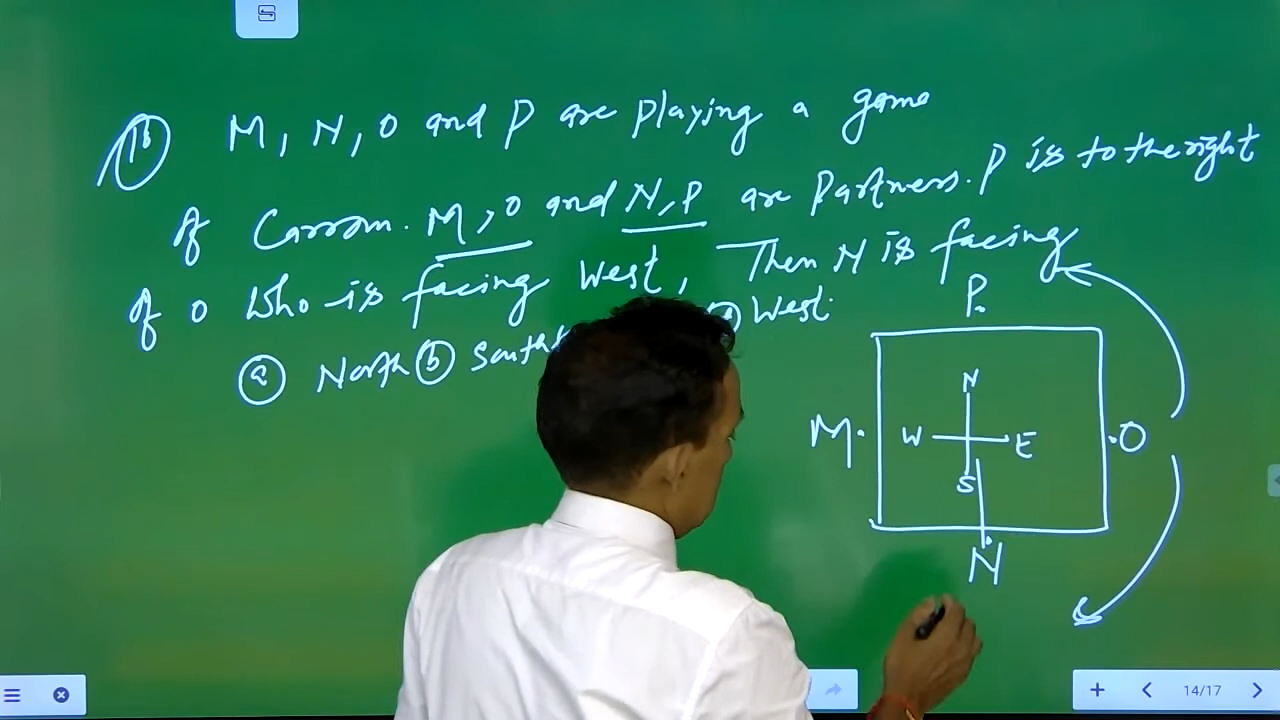 16 M, N, O and P are playing a game
of Carrom. M, O and N, P are Partners. P is to the right
of O Who is facing West, Then N is facing
a North b South West.
P.
N
M. W E .O
S
N
14/17